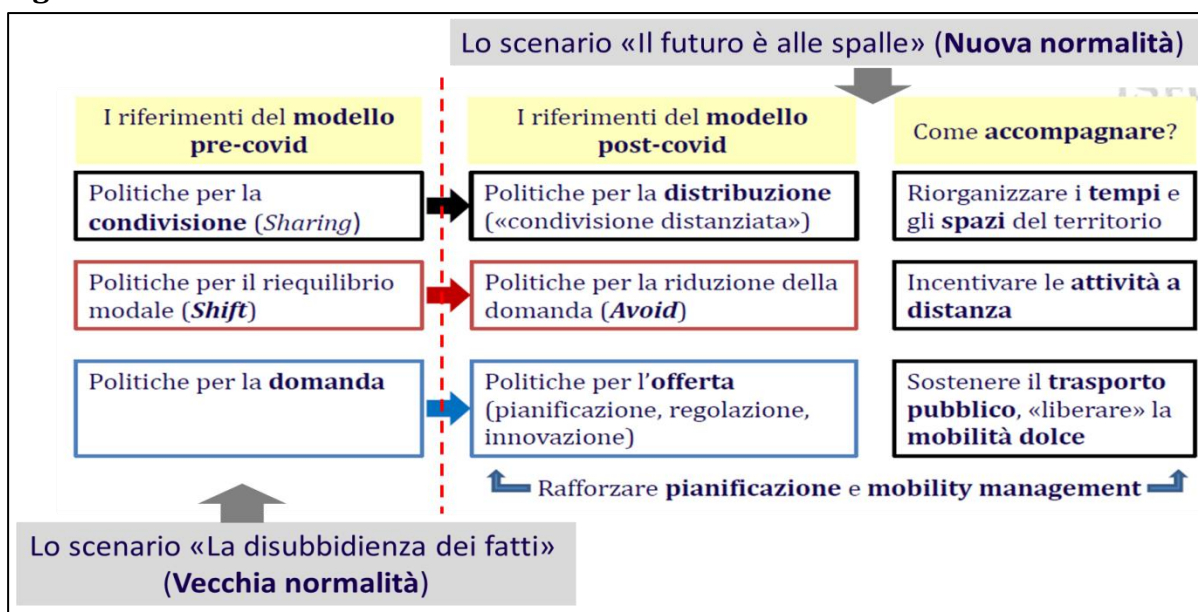 Lo scenario «Il futuro è alle spalle» (Nuova normalità)
I riferimenti del modello
pre-covid
I riferimenti del modello
post-covid
Come accompagnare?
Politiche per la
condivisione (Sharing)
Politiche per la distribuzione
(«condivisione distanziata»)
Riorganizzare i tempi e
gli spazi del territorio
Politiche per il riequilibrio
modale (Shift)
Politiche per la riduzione della
domanda (Avoid)
Incentivare le attività a
distanza
Politiche per la domanda
Politiche per l'offerta
(pianificazione, regolazione,
innovazione)
Sostenere il trasporto
pubblico, «liberare» la
mobilità dolce
Rafforzare pianificazione e mobility management
Lo scenario «La disubbidienza dei fatti»
(Vecchia normalità)